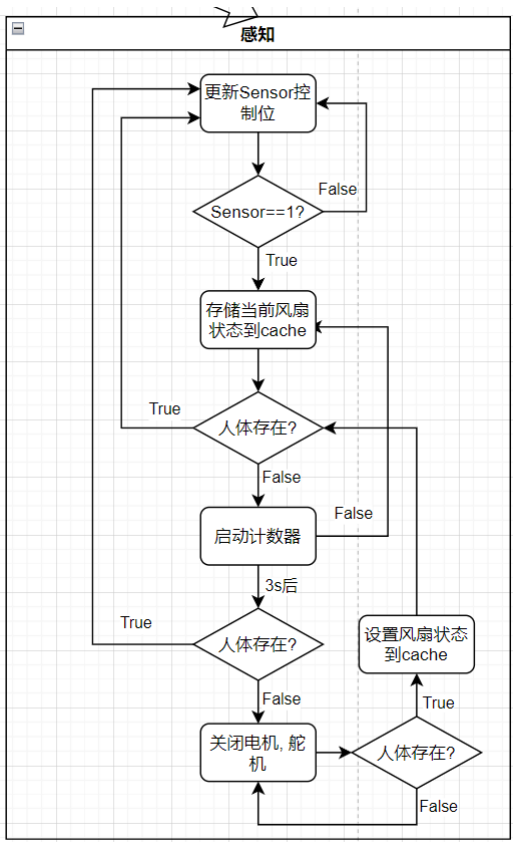 感知
更新Sensor控
制位
False
Sensor==1?
True
存储当前风扇
状态到cache
True
人体存在?
False
启动计数器
False
3s后
True
人体存在?
设置风扇状态
到cache
False
True
关闭电机, 舵
机
人体存在?
False